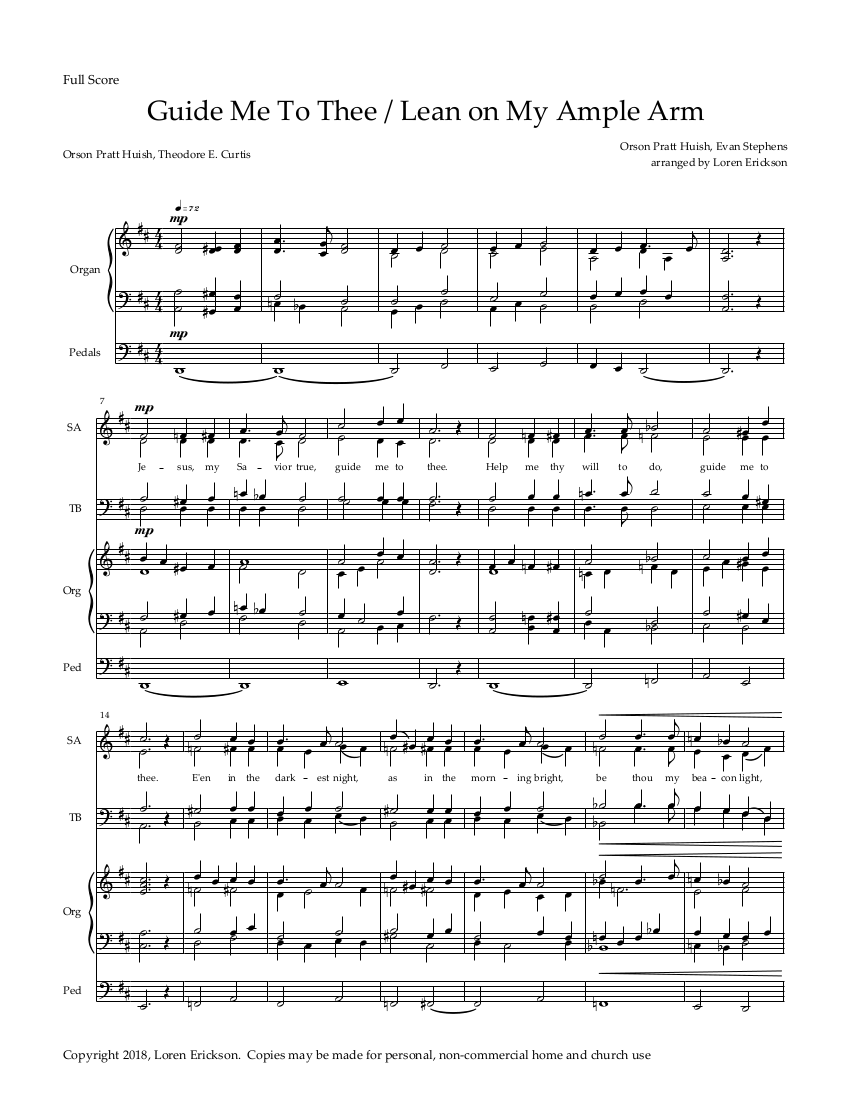 Full Score
Guide Me To Thee / Lean on My Ample Arm
Orson Pratt Huish, Theodore E. Curtis
Orson Pratt Huish, Evan Stephens
arranged by Loren Erickson
♩ = 72
mp
Organ
mp
Pedals
7
mp
SA
Je - sus, my Sa - vior true, guide me to thee. Help me thy will to do, guide me to
TB
mp
Org
Ped
14
SA
thee. E'en in the dark - est night, as in the morn - ing bright, be thou my bea - con light,
TB
Org
Ped
Copyright 2018, Loren Erickson. Copies may be made for personal, non-commercial home and church use